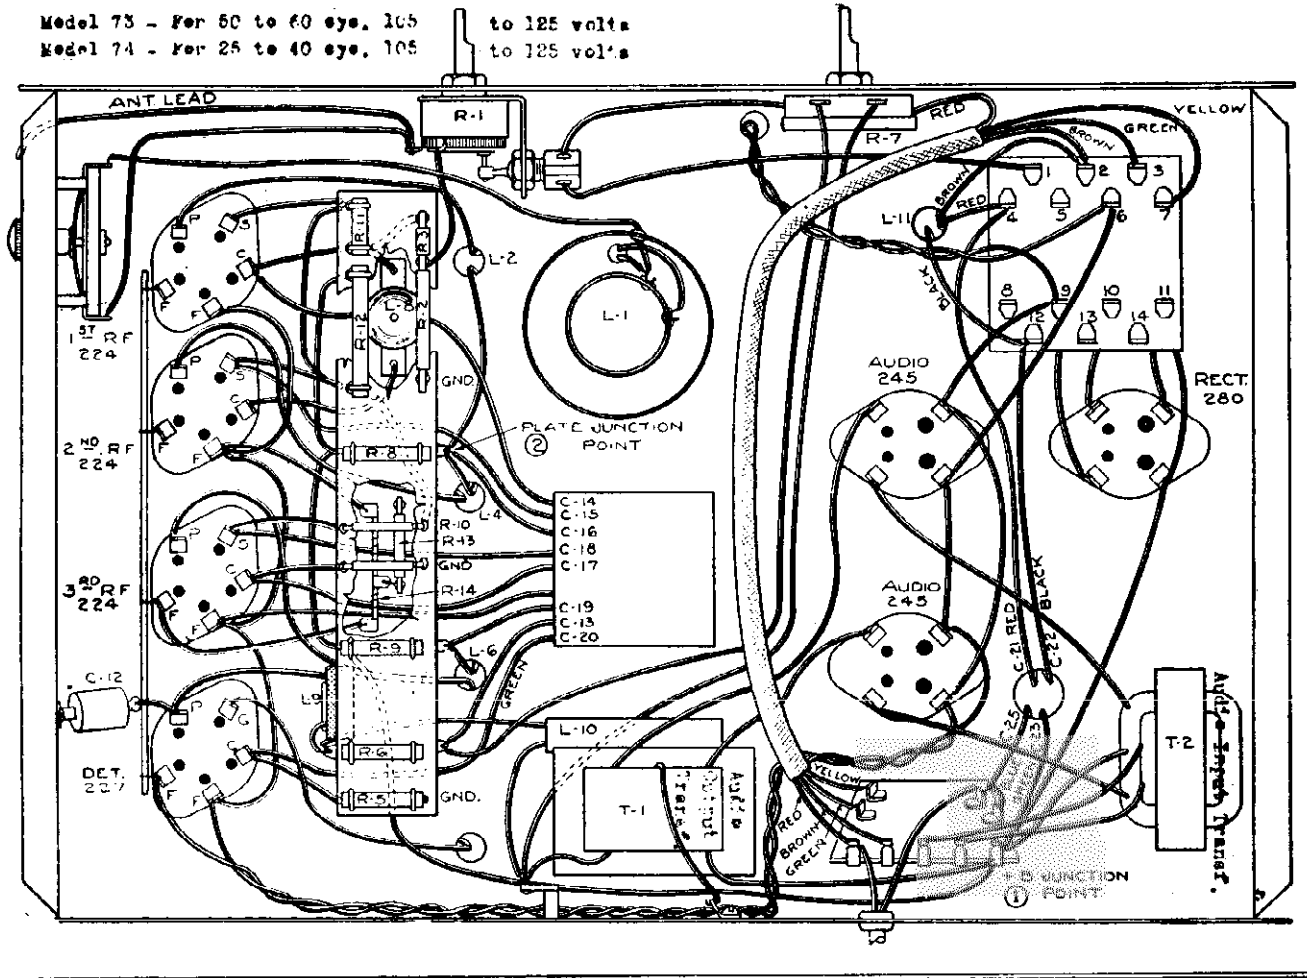 Model 73 - For 50 to 60 cyc. 105 to 125 volts
Model 74 - For 25 to 40 cyc. 105 to 125 volts
ANT. LEAD
R-1
RED
R-7
YELLOW
GREEN
BROWN
BROWN
RED
L-11
BLACK
1 2 3
4 5 6 7
8 9 10 11
12 13 14
P
S
C
F
F
R-11
R-3
L-2
L-8
R-12
R-2
L-1
1ST RF
224
GND.
AUDIO
245
RECT.
280
P
S
C
F
F
2ND RF
224
R-8
PLATE JUNCTION
② POINT
L-4
C-14
C-15
C-16
C-18
C-17
C-19
C-13
C-20
P
S
C
F
F
3RD RF
224
R-10
R-13
GND
R-14
R-9
L-6
GREEN
AUDIO
245
C-21 RED
BLACK
C-22
C-12
L9
P
G
C
F
F
DET.
227
R-6
R-5
GND.
L-10
T-1
Audio Output Transf.
YELLOW
RED
BROWN
GREEN
C-25
T-2
Audio Input Transf.
+ B JUNCTION
① POINT